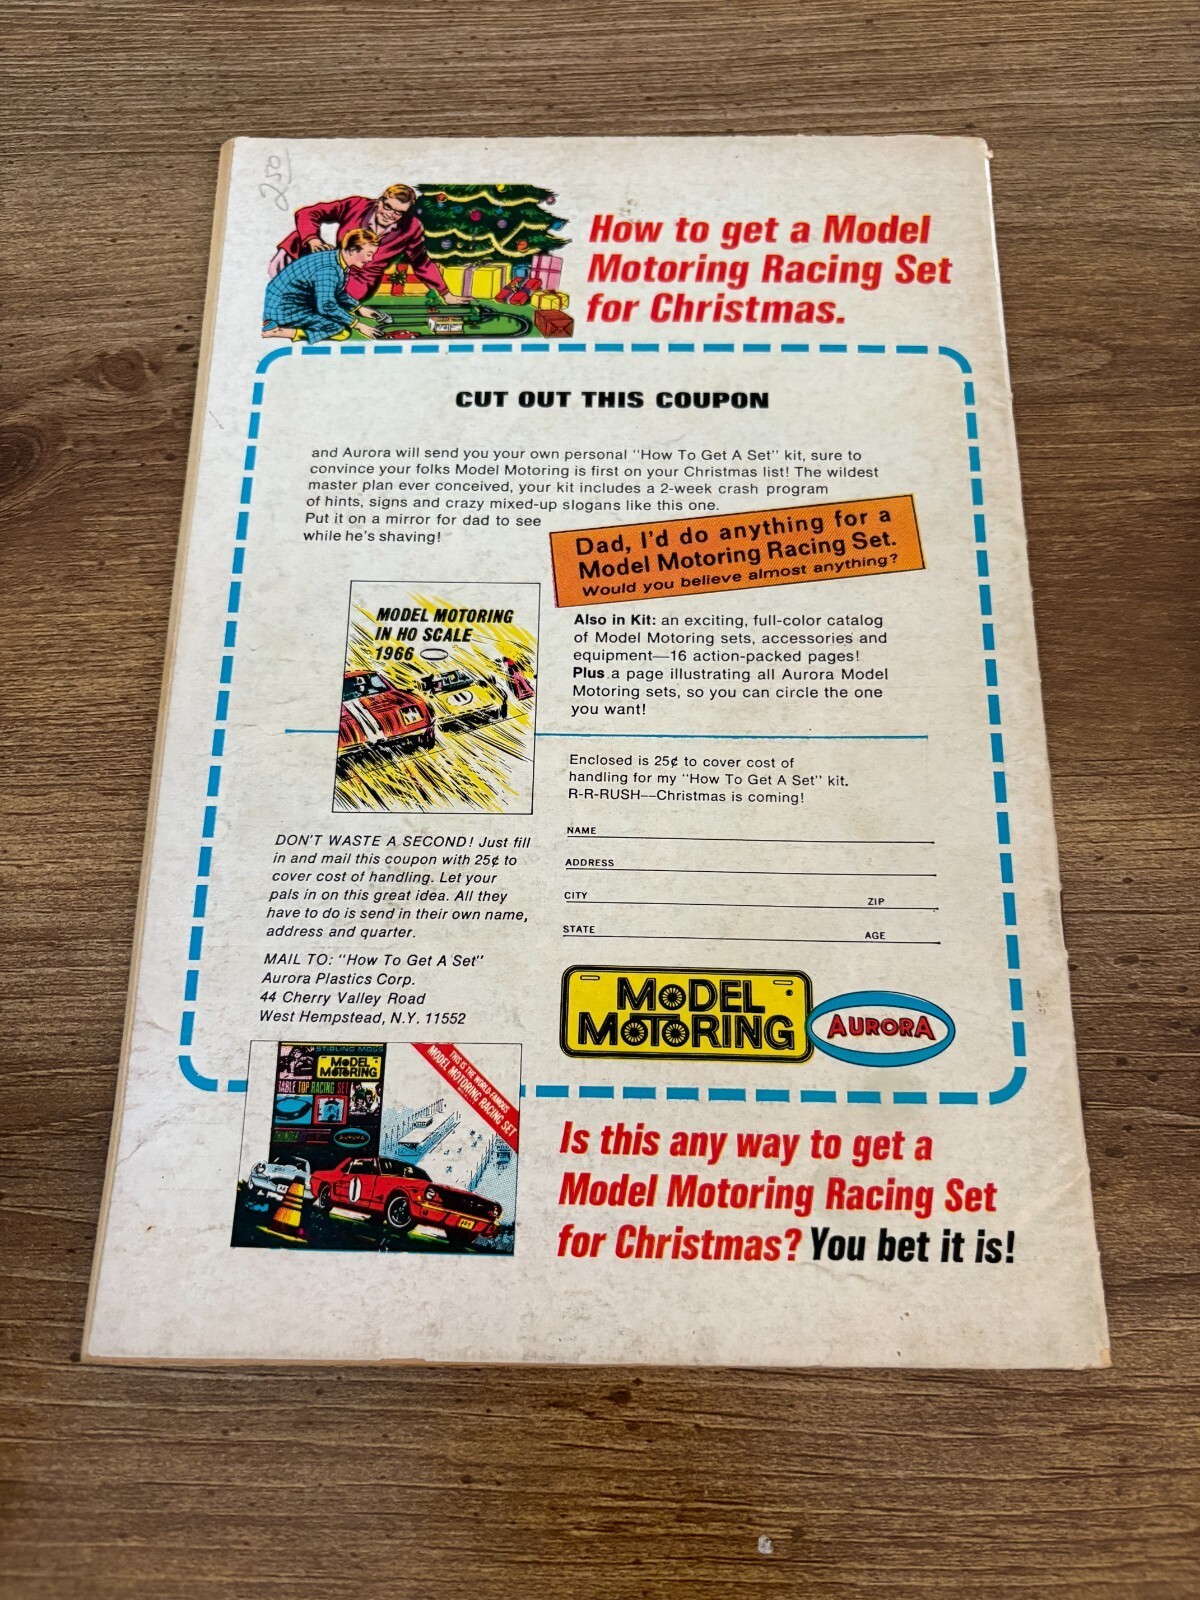 250
How to get a Model
Motoring Racing Set
for Christmas.
CUT OUT THIS COUPON
and Aurora will send you your own personal "How To Get A Set" kit, sure to
convince your folks Model Motoring is first on your Christmas list! The wildest
master plan ever conceived, your kit includes a 2-week crash program
of hints, signs and crazy mixed-up slogans like this one.
Put it on a mirror for dad to see
while he's shaving!
Dad, I'd do anything for a
Model Motoring Racing Set.
Would you believe almost anything?
MODEL MOTORING
IN HO SCALE
1966
11
Also in Kit: an exciting, full-color catalog
of Model Motoring sets, accessories and
equipment—16 action-packed pages!
Plus a page illustrating all Aurora Model
Motoring sets, so you can circle the one
you want!
Enclosed is 25¢ to cover cost of
handling for my "How To Get A Set" kit.
R-R-RUSH—Christmas is coming!
NAME
ADDRESS
CITY ZIP
STATE AGE
DON'T WASTE A SECOND! Just fill
in and mail this coupon with 25¢ to
cover cost of handling. Let your
pals in on this great idea. All they
have to do is send in their own name,
address and quarter.
MAIL TO: "How To Get A Set"
Aurora Plastics Corp.
44 Cherry Valley Road
West Hempstead, N.Y. 11552
MODEL
MOTORING
AURORA
STIRLING MOSS
MODEL
MOTORING
TABLE TOP RACING SET
AURORA
THIS IS THE WORLD-FAMOUS
MODEL MOTORING RACING SET
1
Is this any way to get a
Model Motoring Racing Set
for Christmas? You bet it is!